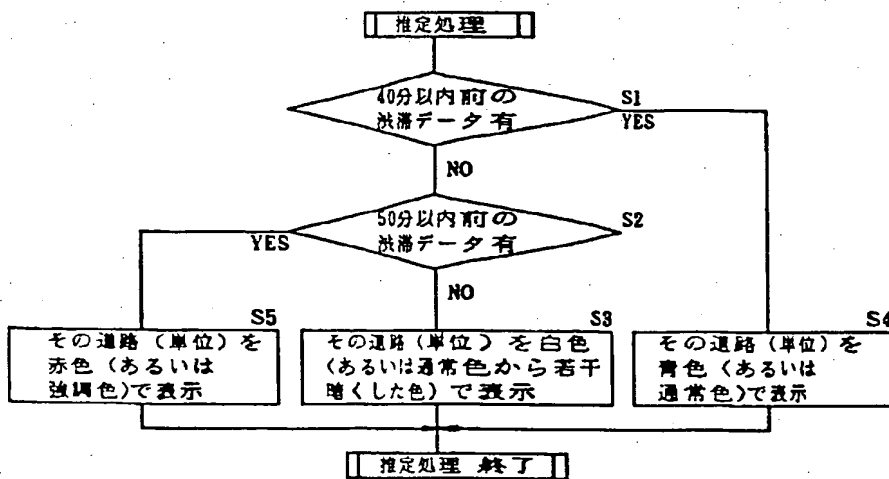 推定処理
40分以内前の
渋滞データ有
S1
YES
NO
50分以内前の
渋滞データ有
S2
YES
NO
S5
その道路(単位)を
赤色(あるいは
強調色)で表示
S3
その道路(単位)を白色
(あるいは通常色から若干
暗くした色)で表示
S4
その道路(単位)を
青色(あるいは
通常色)で表示
推定処理 終了